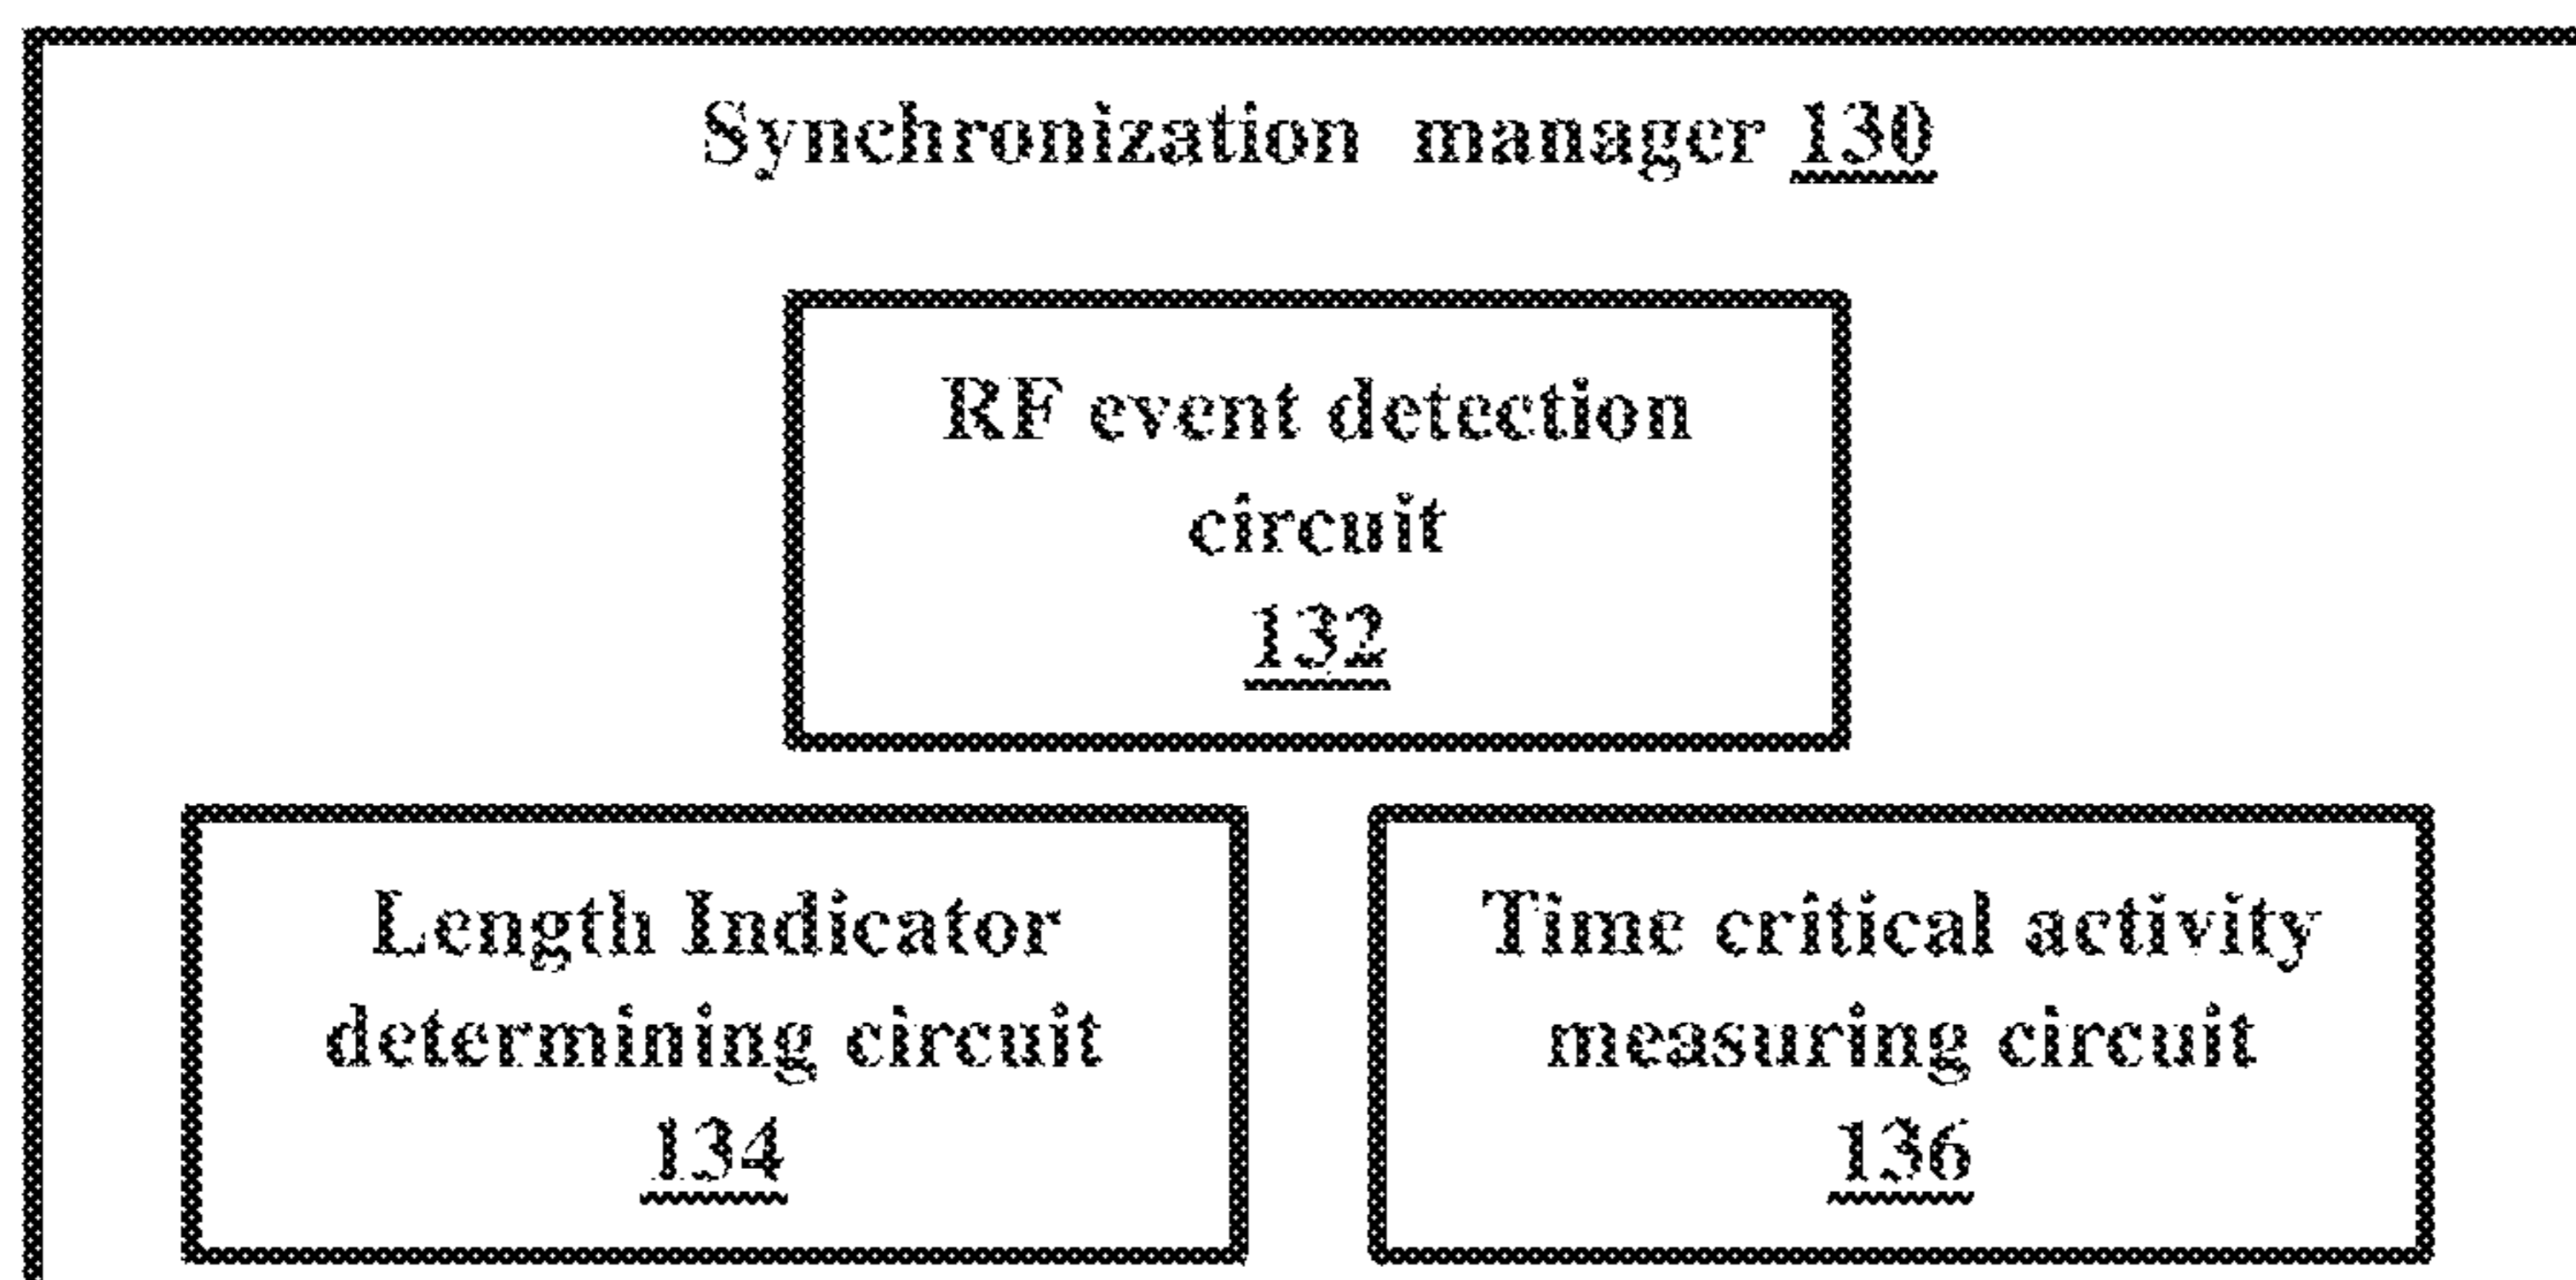 Synchronization manager 130
RF event detection
circuit
132
Length Indicator
determining circuit
134
Time critical activity
measuring circuit
136